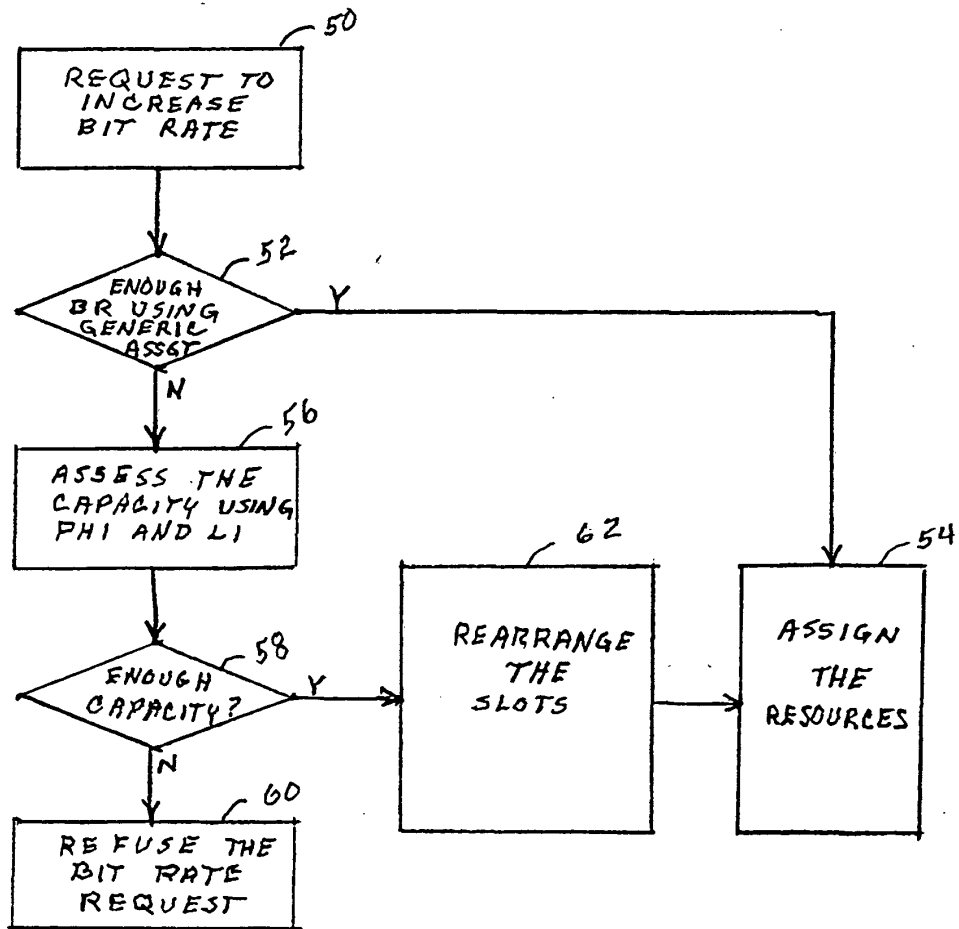 50
REQUEST TO
INCREASE
BIT RATE
52
ENOUGH
BR USING
GENERIC
ASSGT
Y
N
56
ASSESS THE
CAPACITY USING
PHI AND LI
62
REARRANGE
THE
SLOTS
54
ASSIGN
THE
RESOURCES
58
ENOUGH
CAPACITY?
Y
N
60
REFUSE THE
BIT RATE
REQUEST